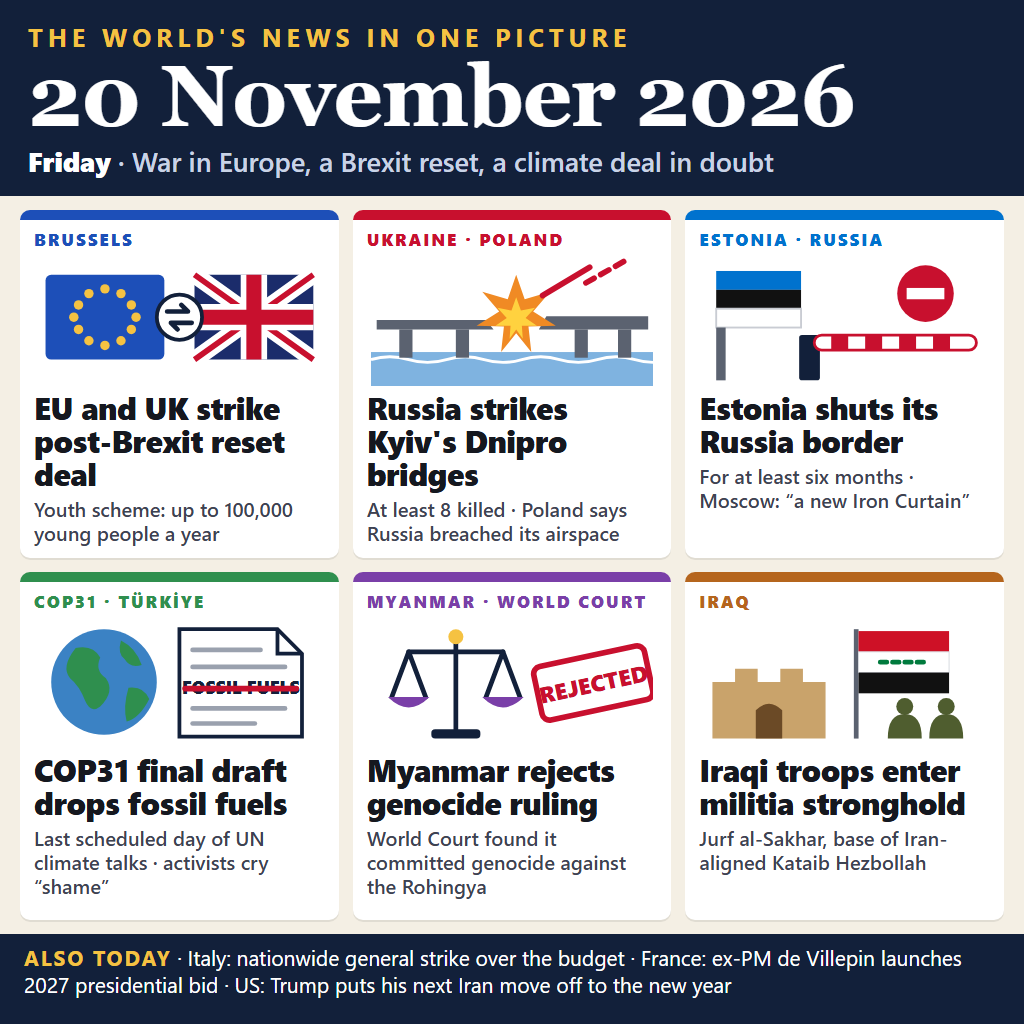 THE WORLD'S NEWS IN ONE PICTURE
20 November 2026
Friday · War in Europe, a Brexit reset, a climate deal in doubt
BRUSSELS
EU and UK strike
post-Brexit reset
deal
Youth scheme: up to 100,000
young people a year
UKRAINE · POLAND
Russia strikes
Kyiv's Dnipro
bridges
At least 8 killed · Poland says
Russia breached its airspace
ESTONIA · RUSSIA
Estonia shuts its
Russia border
For at least six months ·
Moscow: “a new Iron Curtain”
COP31 · TÜRKİYE
FOSSIL FUELS
COP31 final draft
drops fossil fuels
Last scheduled day of UN
climate talks · activists cry
“shame”
MYANMAR · WORLD COURT
REJECTED
Myanmar rejects
genocide ruling
World Court found it
committed genocide against
the Rohingya
IRAQ
Iraqi troops enter
militia stronghold
Jurf al-Sakhar, base of Iran-
aligned Kataib Hezbollah
ALSO TODAY · Italy: nationwide general strike over the budget · France: ex-PM de Villepin launches
2027 presidential bid · US: Trump puts his next Iran move off to the new year